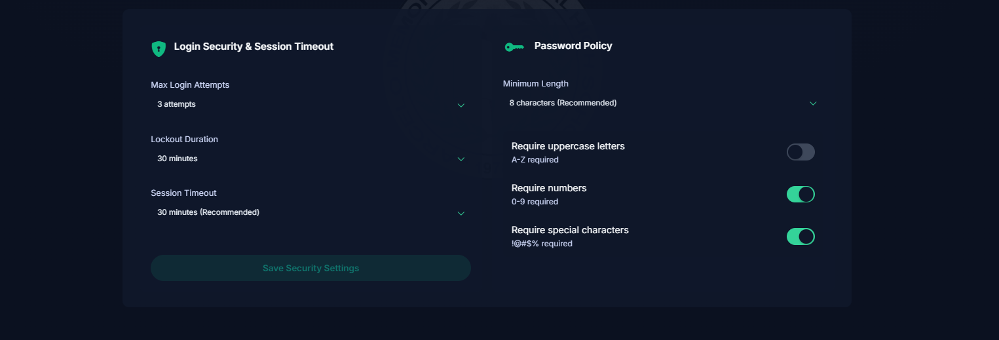 Login Security & Session Timeout
Max Login Attempts
3 attempts
Lockout Duration
30 minutes
Session Timeout
30 minutes (Recommended)
Save Security Settings
Password Policy
Minimum Length
8 characters (Recommended)
Require uppercase letters
A-Z required
Require numbers
0-9 required
Require special characters
!@#$% required